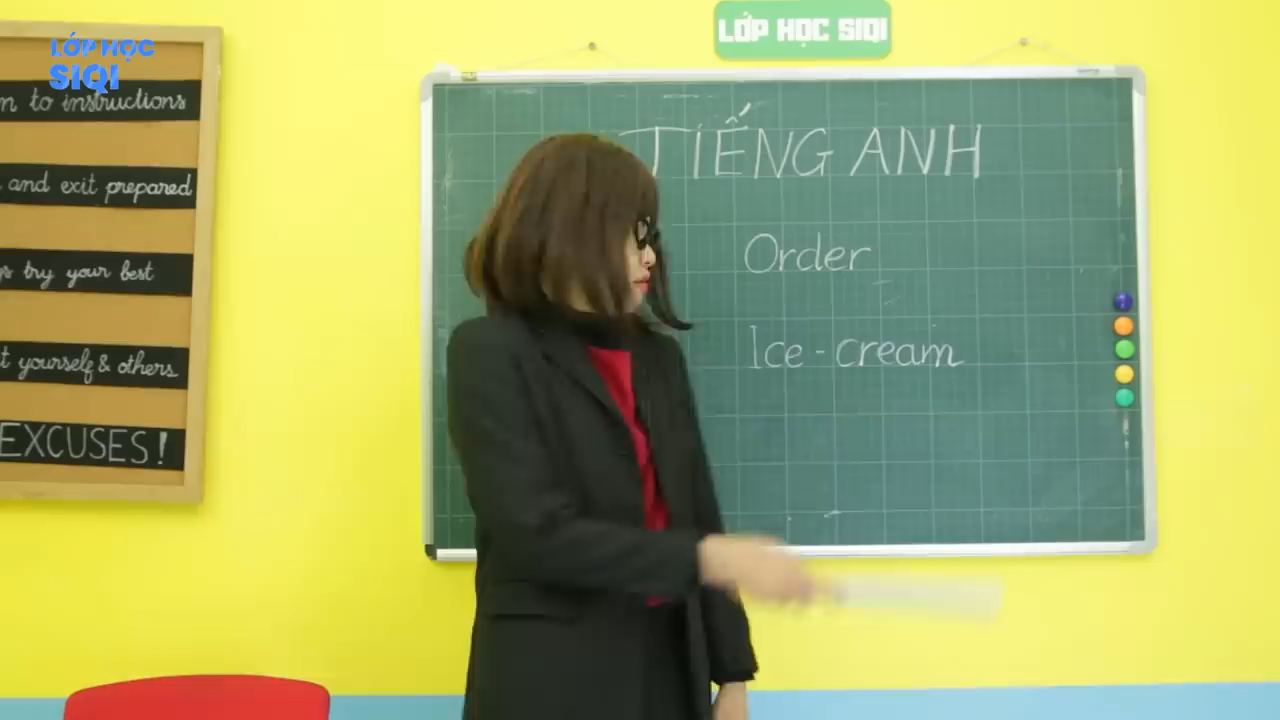 LỚP HỌC
SIQI
to instructions
and exit prepared
try your best
yourself & others
EXCUSES!
LỚP HỌC SIQI
TIẾNG ANH
Order
Ice-cream